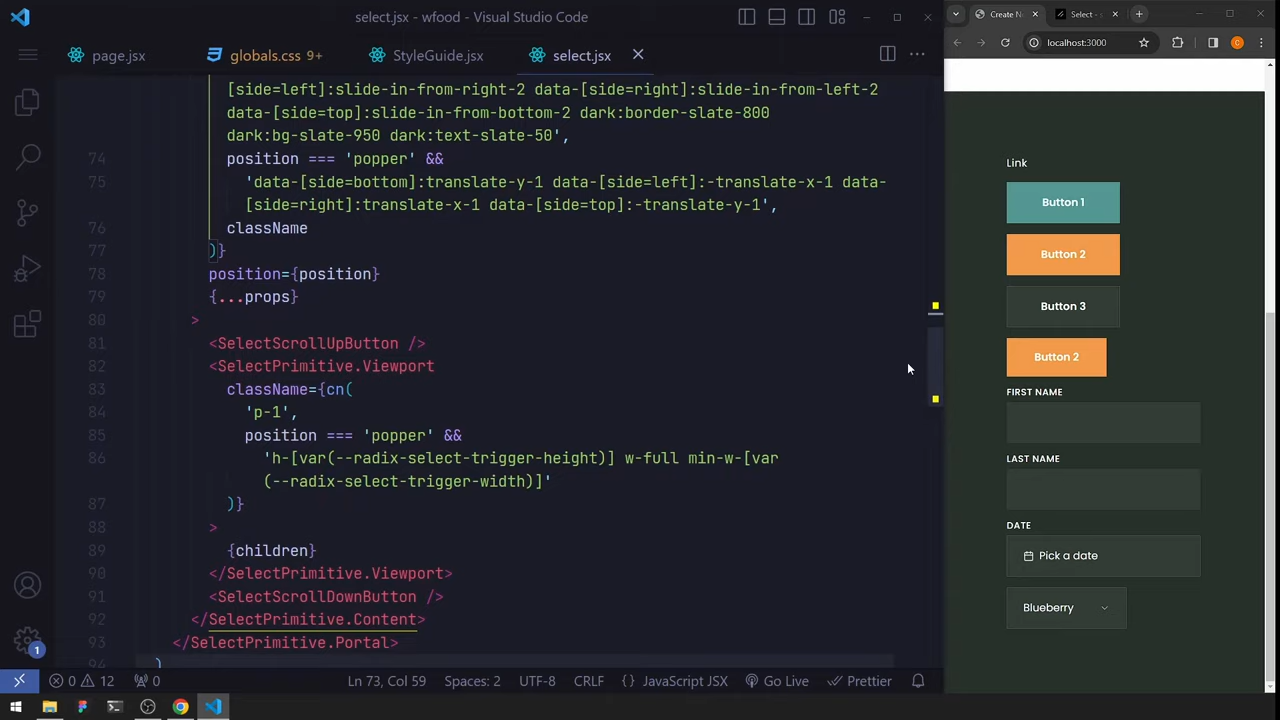 select.jsx - wfood - Visual Studio Code
page.jsx
globals.css 9+
StyleGuide.jsx
select.jsx
[side=left]:slide-in-from-right-2 data-[side=right]:slide-in-from-left-2
data-[side=top]:slide-in-from-bottom-2 dark:border-slate-800
dark:bg-slate-950 dark:text-slate-50',
74 position === 'popper' &&
75 'data-[side=bottom]:translate-y-1 data-[side=left]:-translate-x-1 data-
[side=right]:translate-x-1 data-[side=top]:-translate-y-1',
76 className
77 )}
78 position={position}
79 {...props}
80 >
81 <SelectScrollUpButton />
82 <SelectPrimitive.Viewport
83 className={cn(
84 'p-1',
85 position === 'popper' &&
86 'h-[var(--radix-select-trigger-height)] w-full min-w-[var
(--radix-select-trigger-width)]'
87 )}
88 >
89 {children}
90 </SelectPrimitive.Viewport>
91 <SelectScrollDownButton />
92 </SelectPrimitive.Content>
93 </SelectPrimitive.Portal>
94 )
1
0 12 0
Ln 73, Col 59
Spaces: 2
UTF-8
CRLF
{} JavaScript JSX
Go Live
Prettier
Create N
Select -
localhost:3000
C
Link
Button 1
Button 2
Button 3
Button 2
FIRST NAME
LAST NAME
DATE
Pick a date
Blueberry